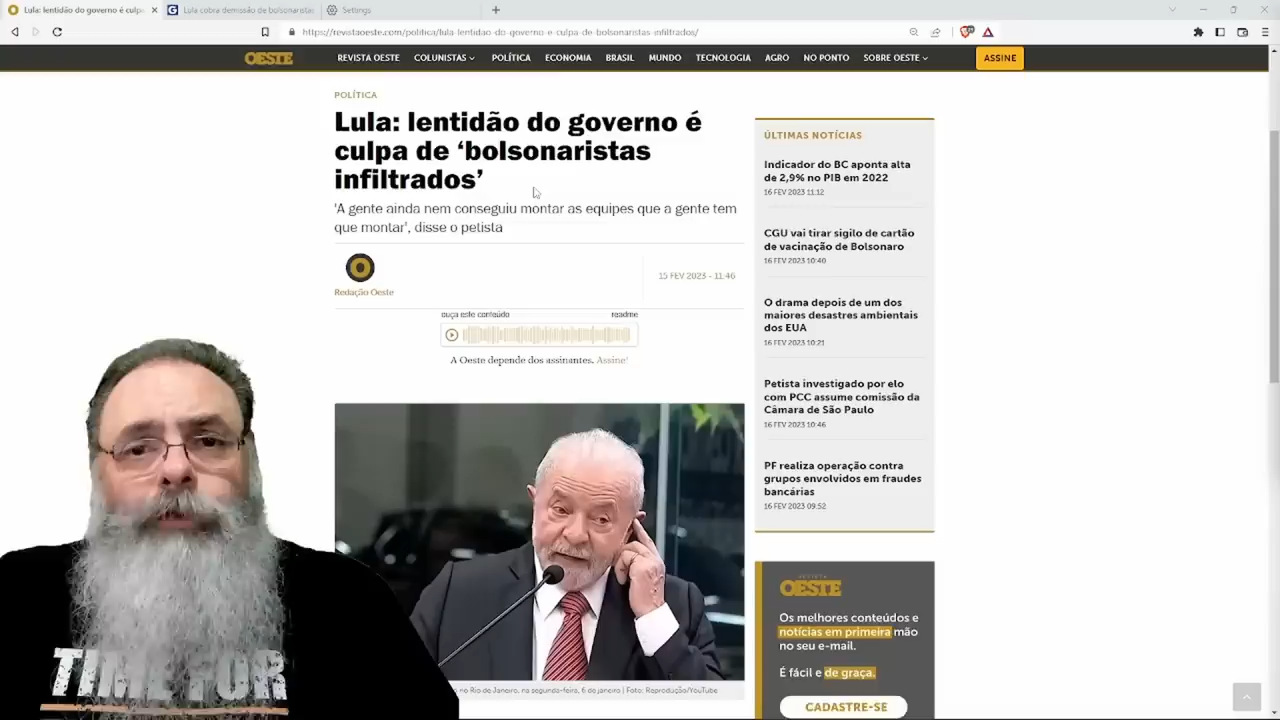 Lula: lentidão do governo é culpa
Lula cobra demissão de bolsonaristas
Settings
https://revistaoeste.com/politica/lula-lentidao-do-governo-e-culpa-de-bolsonaristas-infiltrados/
OESTE
REVISTA OESTE
COLUNISTAS
POLÍTICA
ECONOMIA
BRASIL
MUNDO
TECNOLOGIA
AGRO
NO PONTO
SOBRE OESTE
ASSINE
POLÍTICA
Lula: lentidão do governo é
culpa de ‘bolsonaristas
infiltrados’
'A gente ainda nem conseguiu montar as equipes que a gente tem
que montar', disse o petista
Redação Oeste
15 FEV 2023 - 11:46
ouça este conteúdo
readme
A Oeste depende dos assinantes. Assine!
no Rio de Janeiro, na segunda-feira, 6 de janeiro | Foto: Reprodução/YouTube
ÚLTIMAS NOTÍCIAS
Indicador do BC aponta alta
de 2,9% no PIB em 2022
16 FEV 2023 11:12
CGU vai tirar sigilo de cartão
de vacinação de Bolsonaro
16 FEV 2023 10:40
O drama depois de um dos
maiores desastres ambientais
dos EUA
16 FEV 2023 10:21
Petista investigado por elo
com PCC assume comissão da
Câmara de São Paulo
16 FEV 2023 10:46
PF realiza operação contra
grupos envolvidos em fraudes
bancárias
16 FEV 2023 09:52
REVISTA
OESTE
Os melhores conteúdos e
notícias em primeira mão
no seu e-mail.
É fácil e de graça.
CADASTRE-SE
TIME FOR